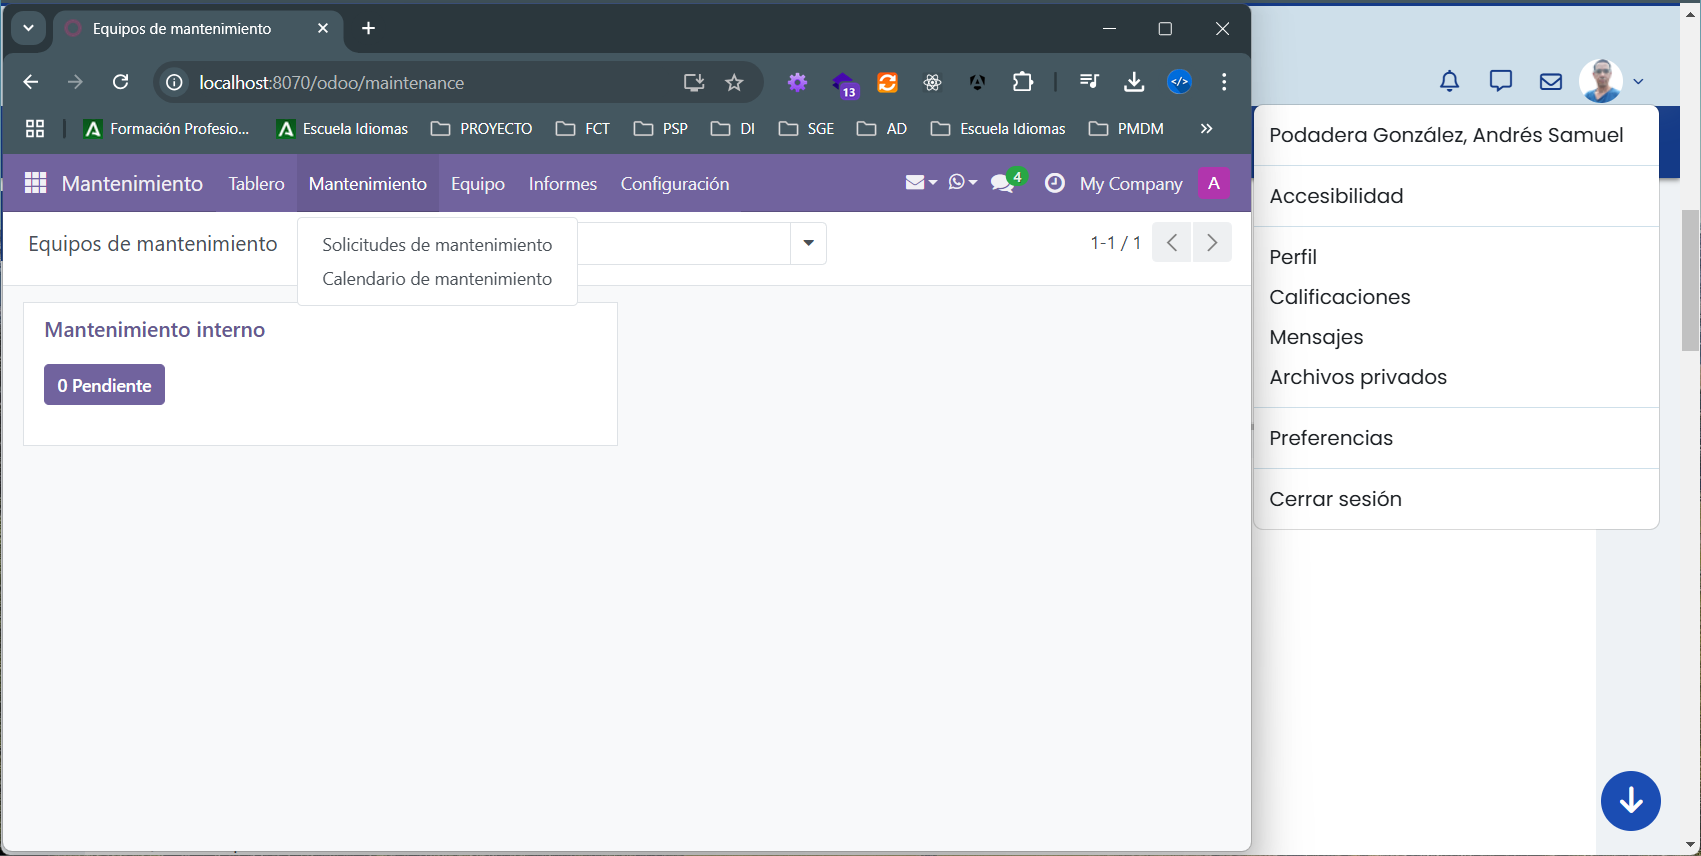 Equipos de mantenimiento
localhost:8070/odoo/maintenance
13
Formación Profesio...
Escuela Idiomas
PROYECTO
FCT
PSP
DI
SGE
AD
Escuela Idiomas
PMDM
Mantenimiento
Tablero
Mantenimiento
Equipo
Informes
Configuración
4
My Company
A
Equipos de mantenimiento
1-1 / 1
Solicitudes de mantenimiento
Calendario de mantenimiento
Mantenimiento interno
0 Pendiente
Podadera González, Andrés Samuel
Accesibilidad
Perfil
Calificaciones
Mensajes
Archivos privados
Preferencias
Cerrar sesión